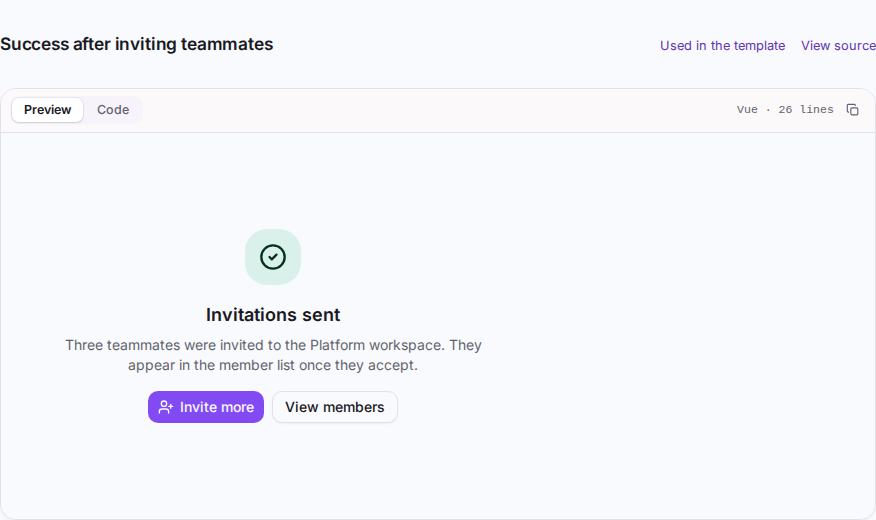 Success after inviting teammates
Used in the template View source
Preview Code
Vue · 26 lines
Invitations sent
Three teammates were invited to the Platform workspace. They
appear in the member list once they accept.
Invite more View members